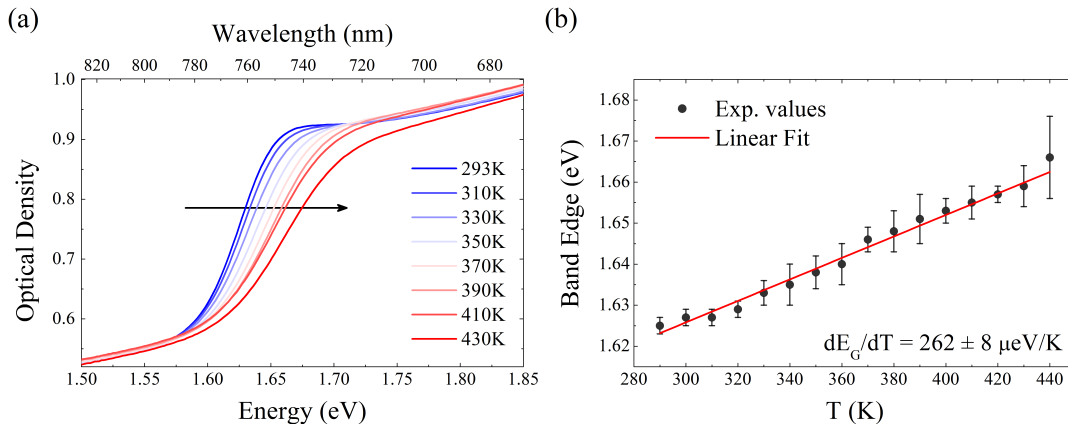 (a)
Wavelength (nm)
820 800 780 760 740 720 700 680
1.0
0.9
0.8
0.7
0.6
Optical Density
293K
310K
330K
350K
370K
390K
410K
430K
1.50 1.55 1.60 1.65 1.70 1.75 1.80 1.85
Energy (eV)
(b)
1.68
1.67
1.66
1.65
1.64
1.63
1.62
Band Edge (eV)
Exp. values
Linear Fit
dE_G/dT = 262 ± 8 μeV/K
280 300 320 340 360 380 400 420 440
T (K)